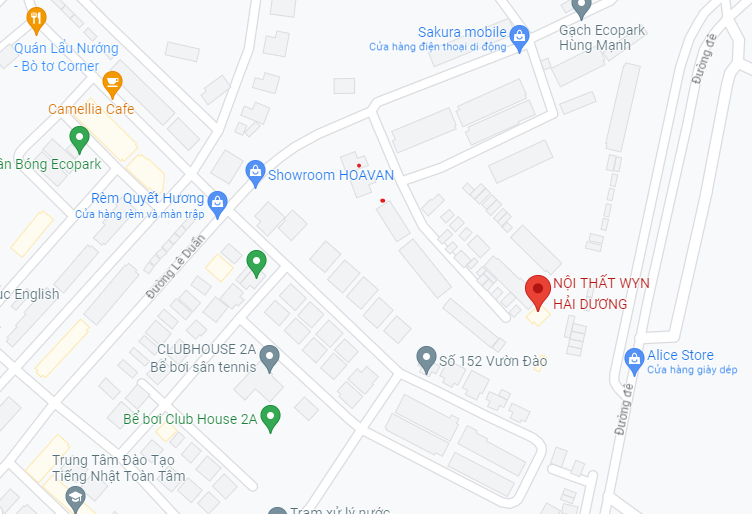 Quán Lẩu Nướng
- Bò tơ Corner
Camellia Cafe
ân Bóng Ecopark
Sakura mobile
Cửa hàng điện thoại di động
Gạch Ecopark
Hùng Mạnh
Đường đê
Showroom HOAVAN
Rèm Quyết Hương
Cửa hàng rèm và màn trập
Đường Lê Duẩn
uc English
NỘI THẤT WYN
HẢI DƯƠNG
CLUBHOUSE 2A
Bể bơi sân tennis
Số 152 Vườn Đào
Alice Store
Cửa hàng giày dép
Đường đê
Bể bơi Club House 2A
Trung Tâm Đào Tạo
Tiếng Nhật Toàn Tâm
Trạm xử lý nước